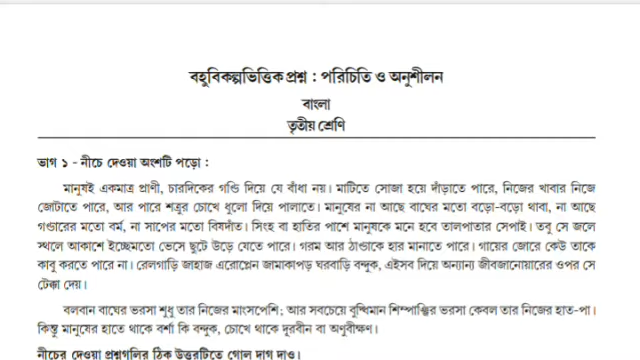 বহুবিকল্পভিত্তিক প্রশ্ন : পরিচিতি ও অনুশীলন
বাংলা
তৃতীয় শ্রেণি
ভাগ ১ - নীচে দেওয়া অংশটি পড়ো :
মানুষই একমাত্র প্রাণী, চারদিকের গন্ডি দিয়ে যে বাঁধা নয়। মাটিতে সোজা হয়ে দাঁড়াতে পারে, নিজের খাবার নিজে
জোটাতে পারে, আর পারে শত্রুর চোখে ধুলো দিয়ে পালাতে। মানুষের না আছে বাঘের মতো বড়ো-বড়ো থাবা, না আছে
গণ্ডারের মতো বর্ম, না সাপের মতো বিষদাঁত। সিংহ বা হাতির পাশে মানুষকে মনে হবে তালপাতার সেপাই। তবু সে জলে
স্থলে আকাশে ইচ্ছেমতো ভেসে ছুটে উড়ে যেতে পারে। গরম আর ঠান্ডাকে হার মানাতে পারে। গায়ের জোরে কেউ তাকে
কাবু করতে পারে না। রেলগাড়ি জাহাজ এরোপ্লেন জামাকাপড় ঘরবাড়ি বন্দুক, এইসব দিয়ে অন্যান্য জীবজানোয়ারের ওপর সে
টেক্কা দেয়।
বলবান বাঘের ভরসা শুধু তার নিজের মাংসপেশি; আর সবচেয়ে বুদ্ধিমান শিম্পাঞ্জির ভরসা কেবল তার নিজের হাত-পা।
কিন্তু মানুষের হাতে থাকে বর্শা কি বন্দুক, চোখে থাকে দূরবীন বা অণুবীক্ষণ।
নীচের দেওয়া প্রশ্নগুলির ঠিক উত্তরটিতে গোল দাগ দাও।